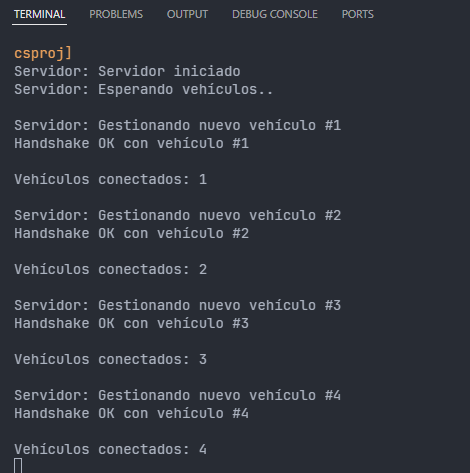 TERMINAL PROBLEMS OUTPUT DEBUG CONSOLE PORTS
csproj]
Servidor: Servidor iniciado
Servidor: Esperando vehículos..
Servidor: Gestionando nuevo vehículo #1
Handshake OK con vehículo #1
Vehículos conectados: 1
Servidor: Gestionando nuevo vehículo #2
Handshake OK con vehículo #2
Vehículos conectados: 2
Servidor: Gestionando nuevo vehículo #3
Handshake OK con vehículo #3
Vehículos conectados: 3
Servidor: Gestionando nuevo vehículo #4
Handshake OK con vehículo #4
Vehículos conectados: 4